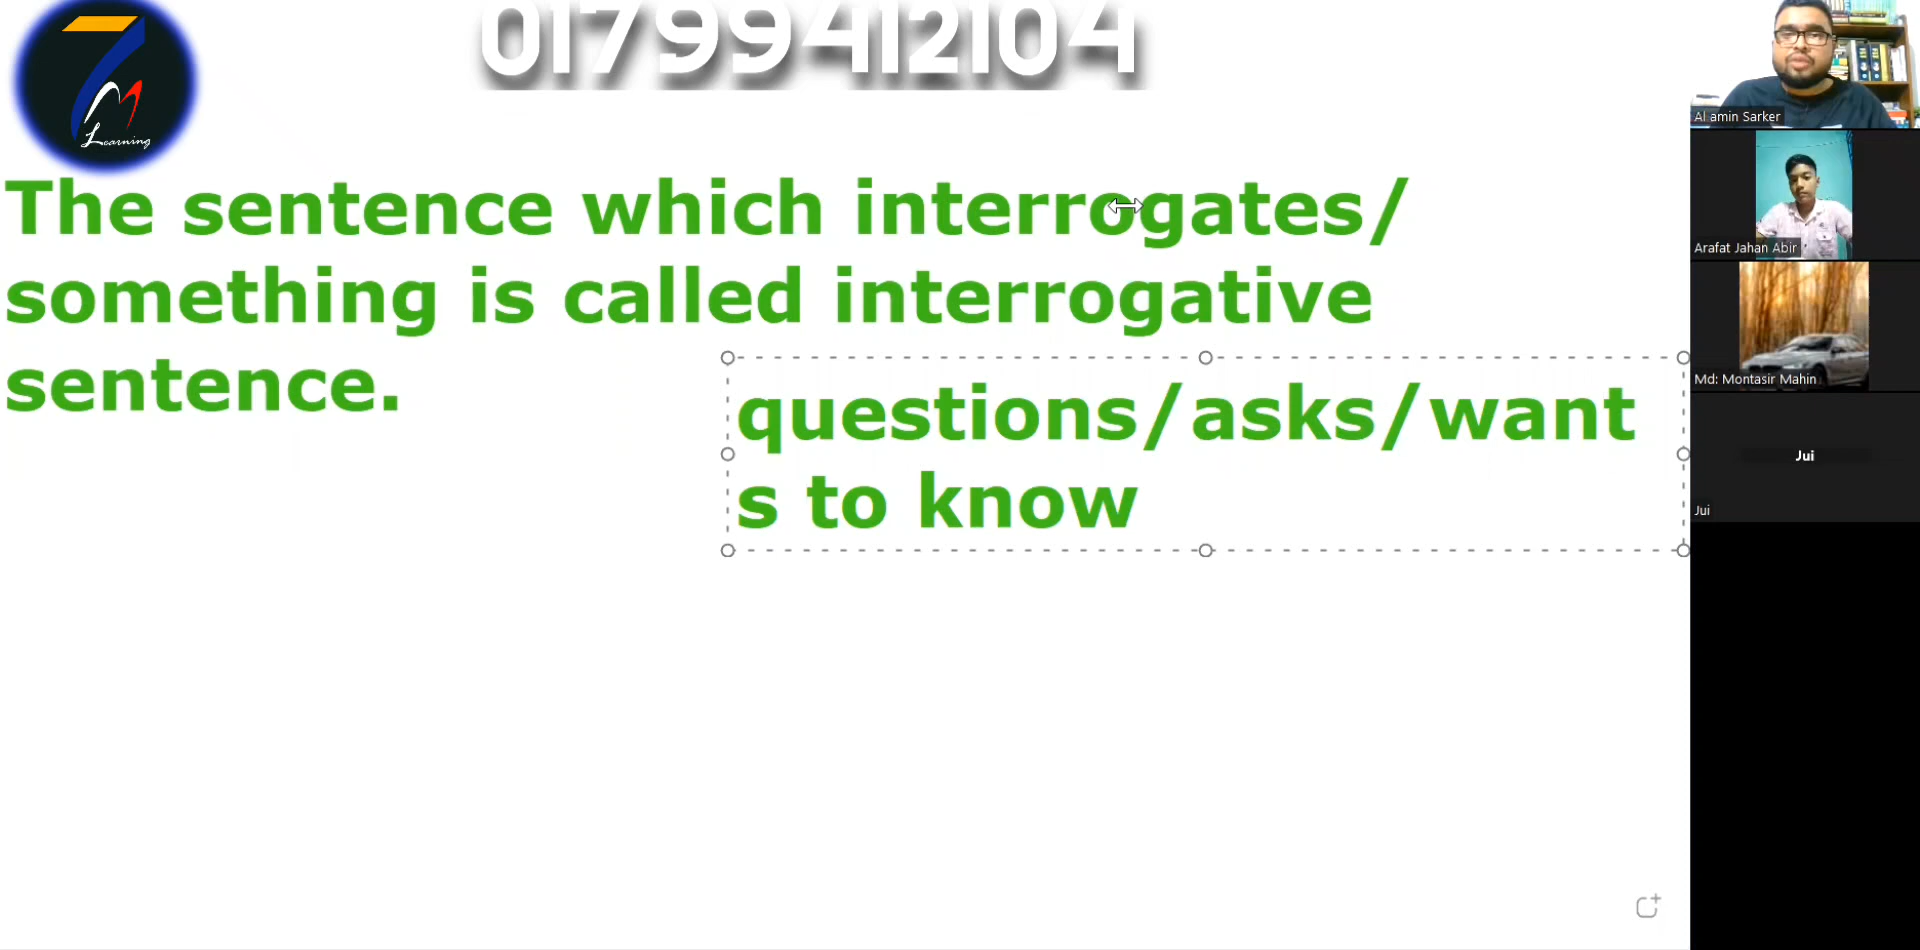 01799412104
7
M
Learning
The sentence which interrogates/
something is called interrogative
sentence.
questions/asks/want
s to know
Al amin Sarker
Arafat Jahan Abir
Md: Montasir Mahin
Jui
Jui